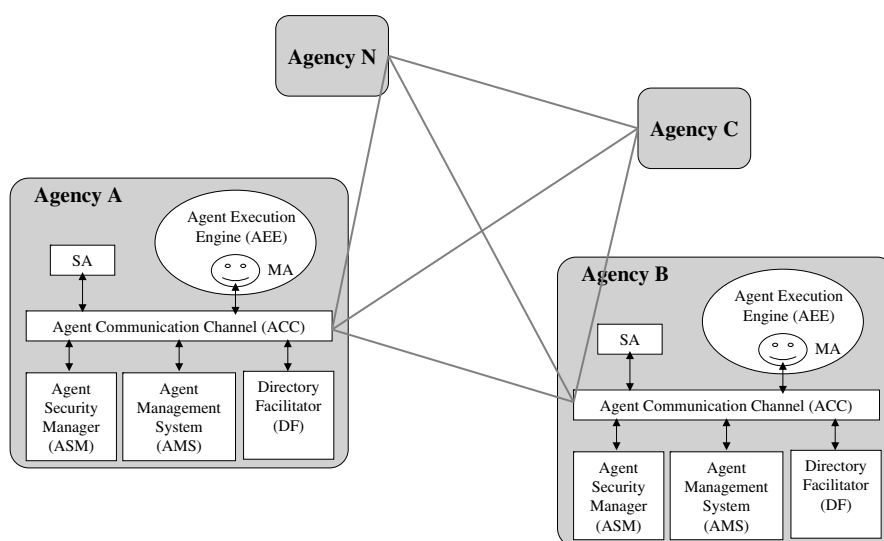 Agency N
Agency C
Agency A
Agent Execution
Engine (AEE)
SA
MA
Agent Communication Channel (ACC)
Agent
Security
Manager
(ASM)
Agent
Management
System
(AMS)
Directory
Facilitator
(DF)
Agency B
Agent Execution
Engine (AEE)
SA
MA
Agent Communication Channel (ACC)
Agent
Security
Manager
(ASM)
Agent
Management
System
(AMS)
Directory
Facilitator
(DF)